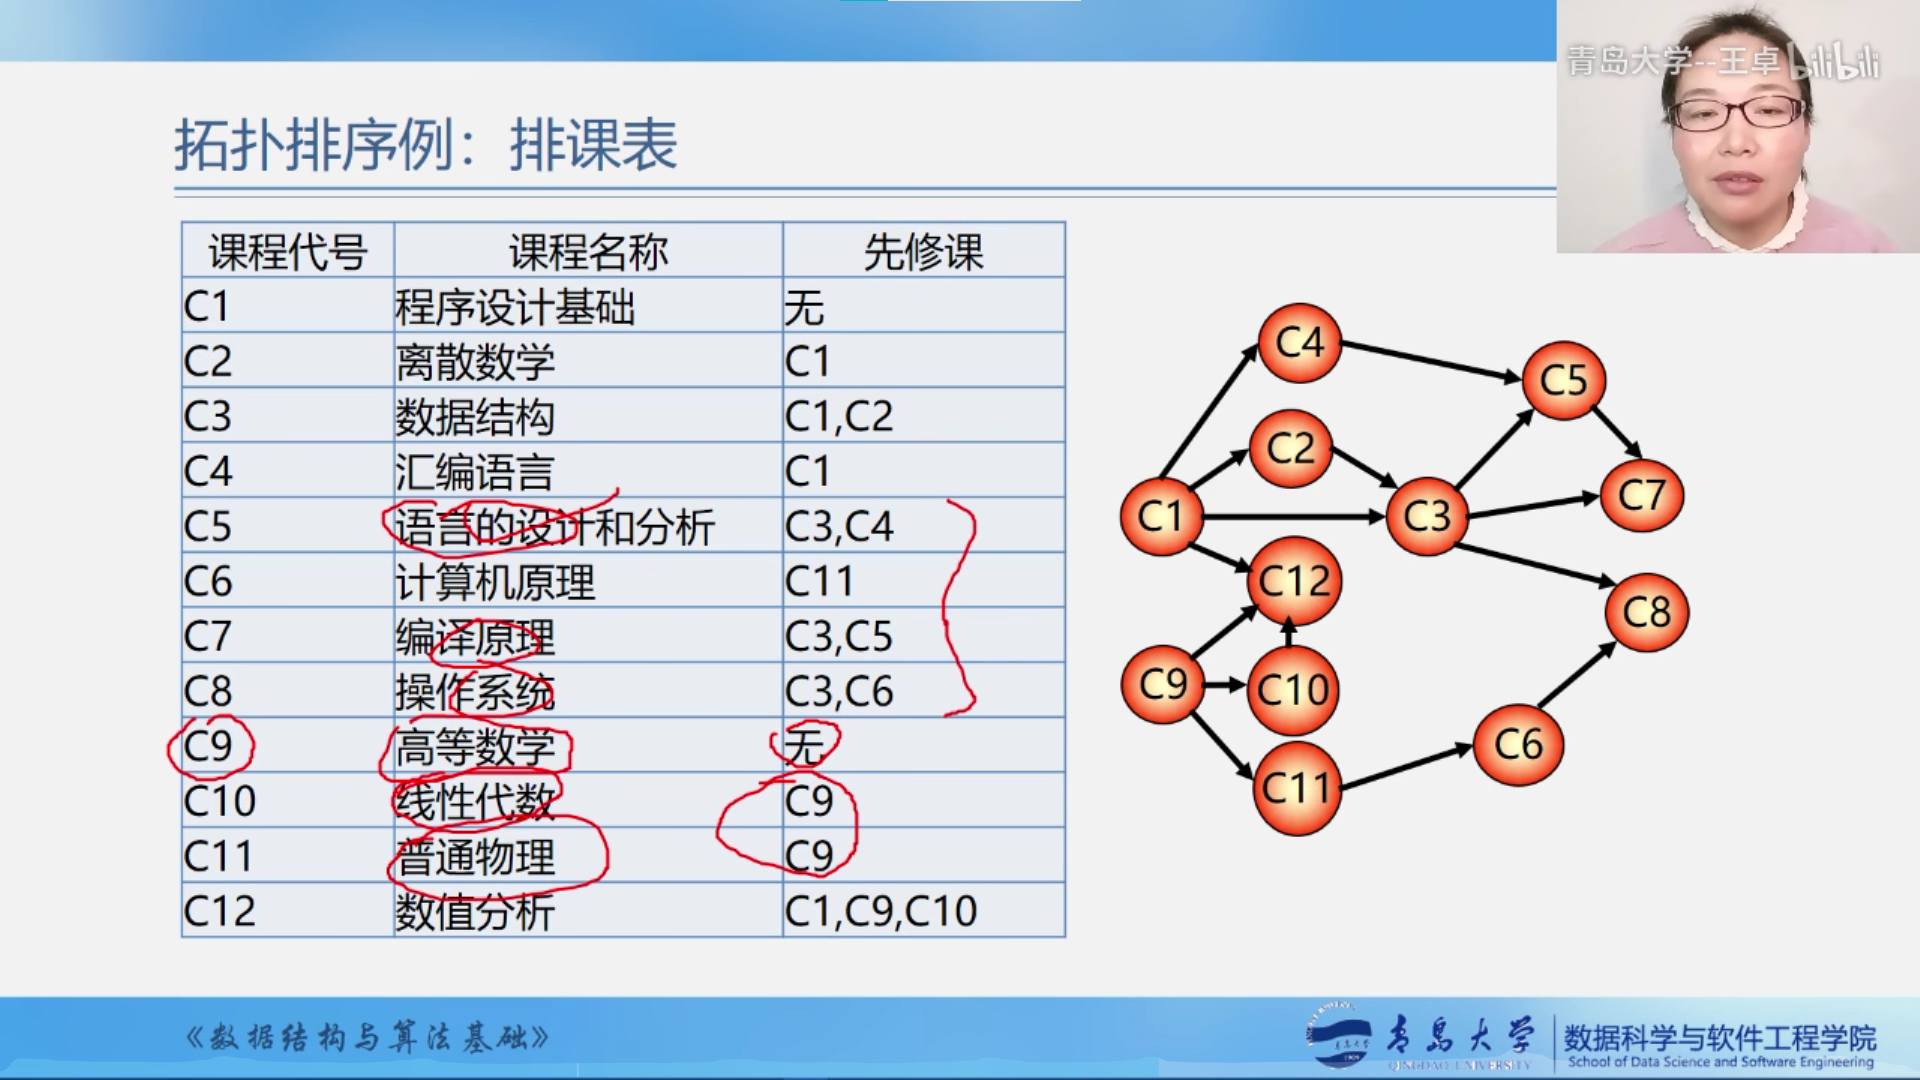 青岛大学--王卓 bilibili
拓扑排序例：排课表
课程代号 课程名称 先修课
C1 程序设计基础 无
C2 离散数学 C1
C3 数据结构 C1,C2
C4 汇编语言 C1
C5 语言的设计和分析 C3,C4
C6 计算机原理 C11
C7 编译原理 C3,C5
C8 操作系统 C3,C6
C9 高等数学 无
C10 线性代数 C9
C11 普通物理 C9
C12 数值分析 C1,C9,C10
C4
C5
C2
C7
C1
C3
C12
C8
C9
C10
C6
C11
《数据结构与算法基础》
青岛大学
QINGDAO UNIVERSITY
数据科学与软件工程学院
School of Data Science and Software Engineering